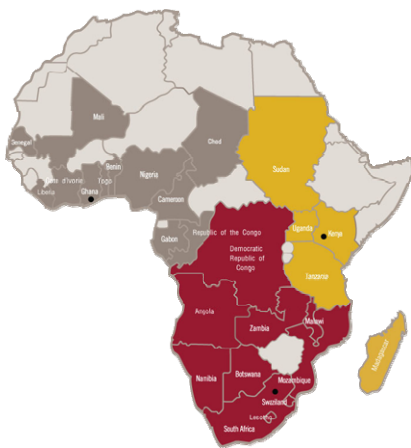 Mali
Senegal
Chad
Sudan
Côte d'Ivoire
Benin
Togo
Nigeria
Ghana
Liberia
Cameroon
Uganda
Kenya
Gabon
Republic of the Congo
Democratic
Republic of
Congo
Tanzania
Angola
Malawi
Zambia
Madagascar
Namibia
Botswana
Mozambique
Swaziland
Lesotho
South Africa